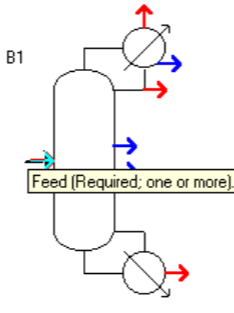 B1
Feed (Required; one or more).